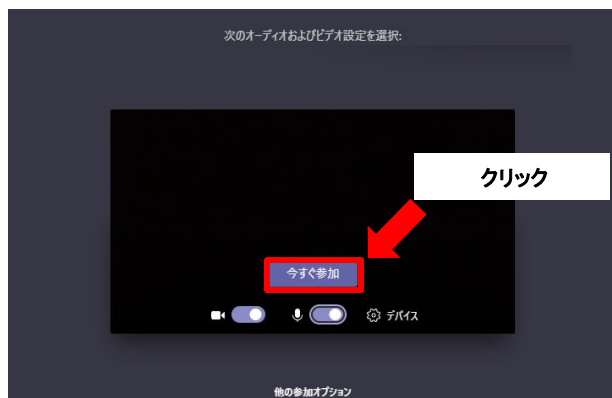 次のオーディオおよびビデオ設定を選択:
クリック
今すぐ参加
デバイス
他の参加オプション